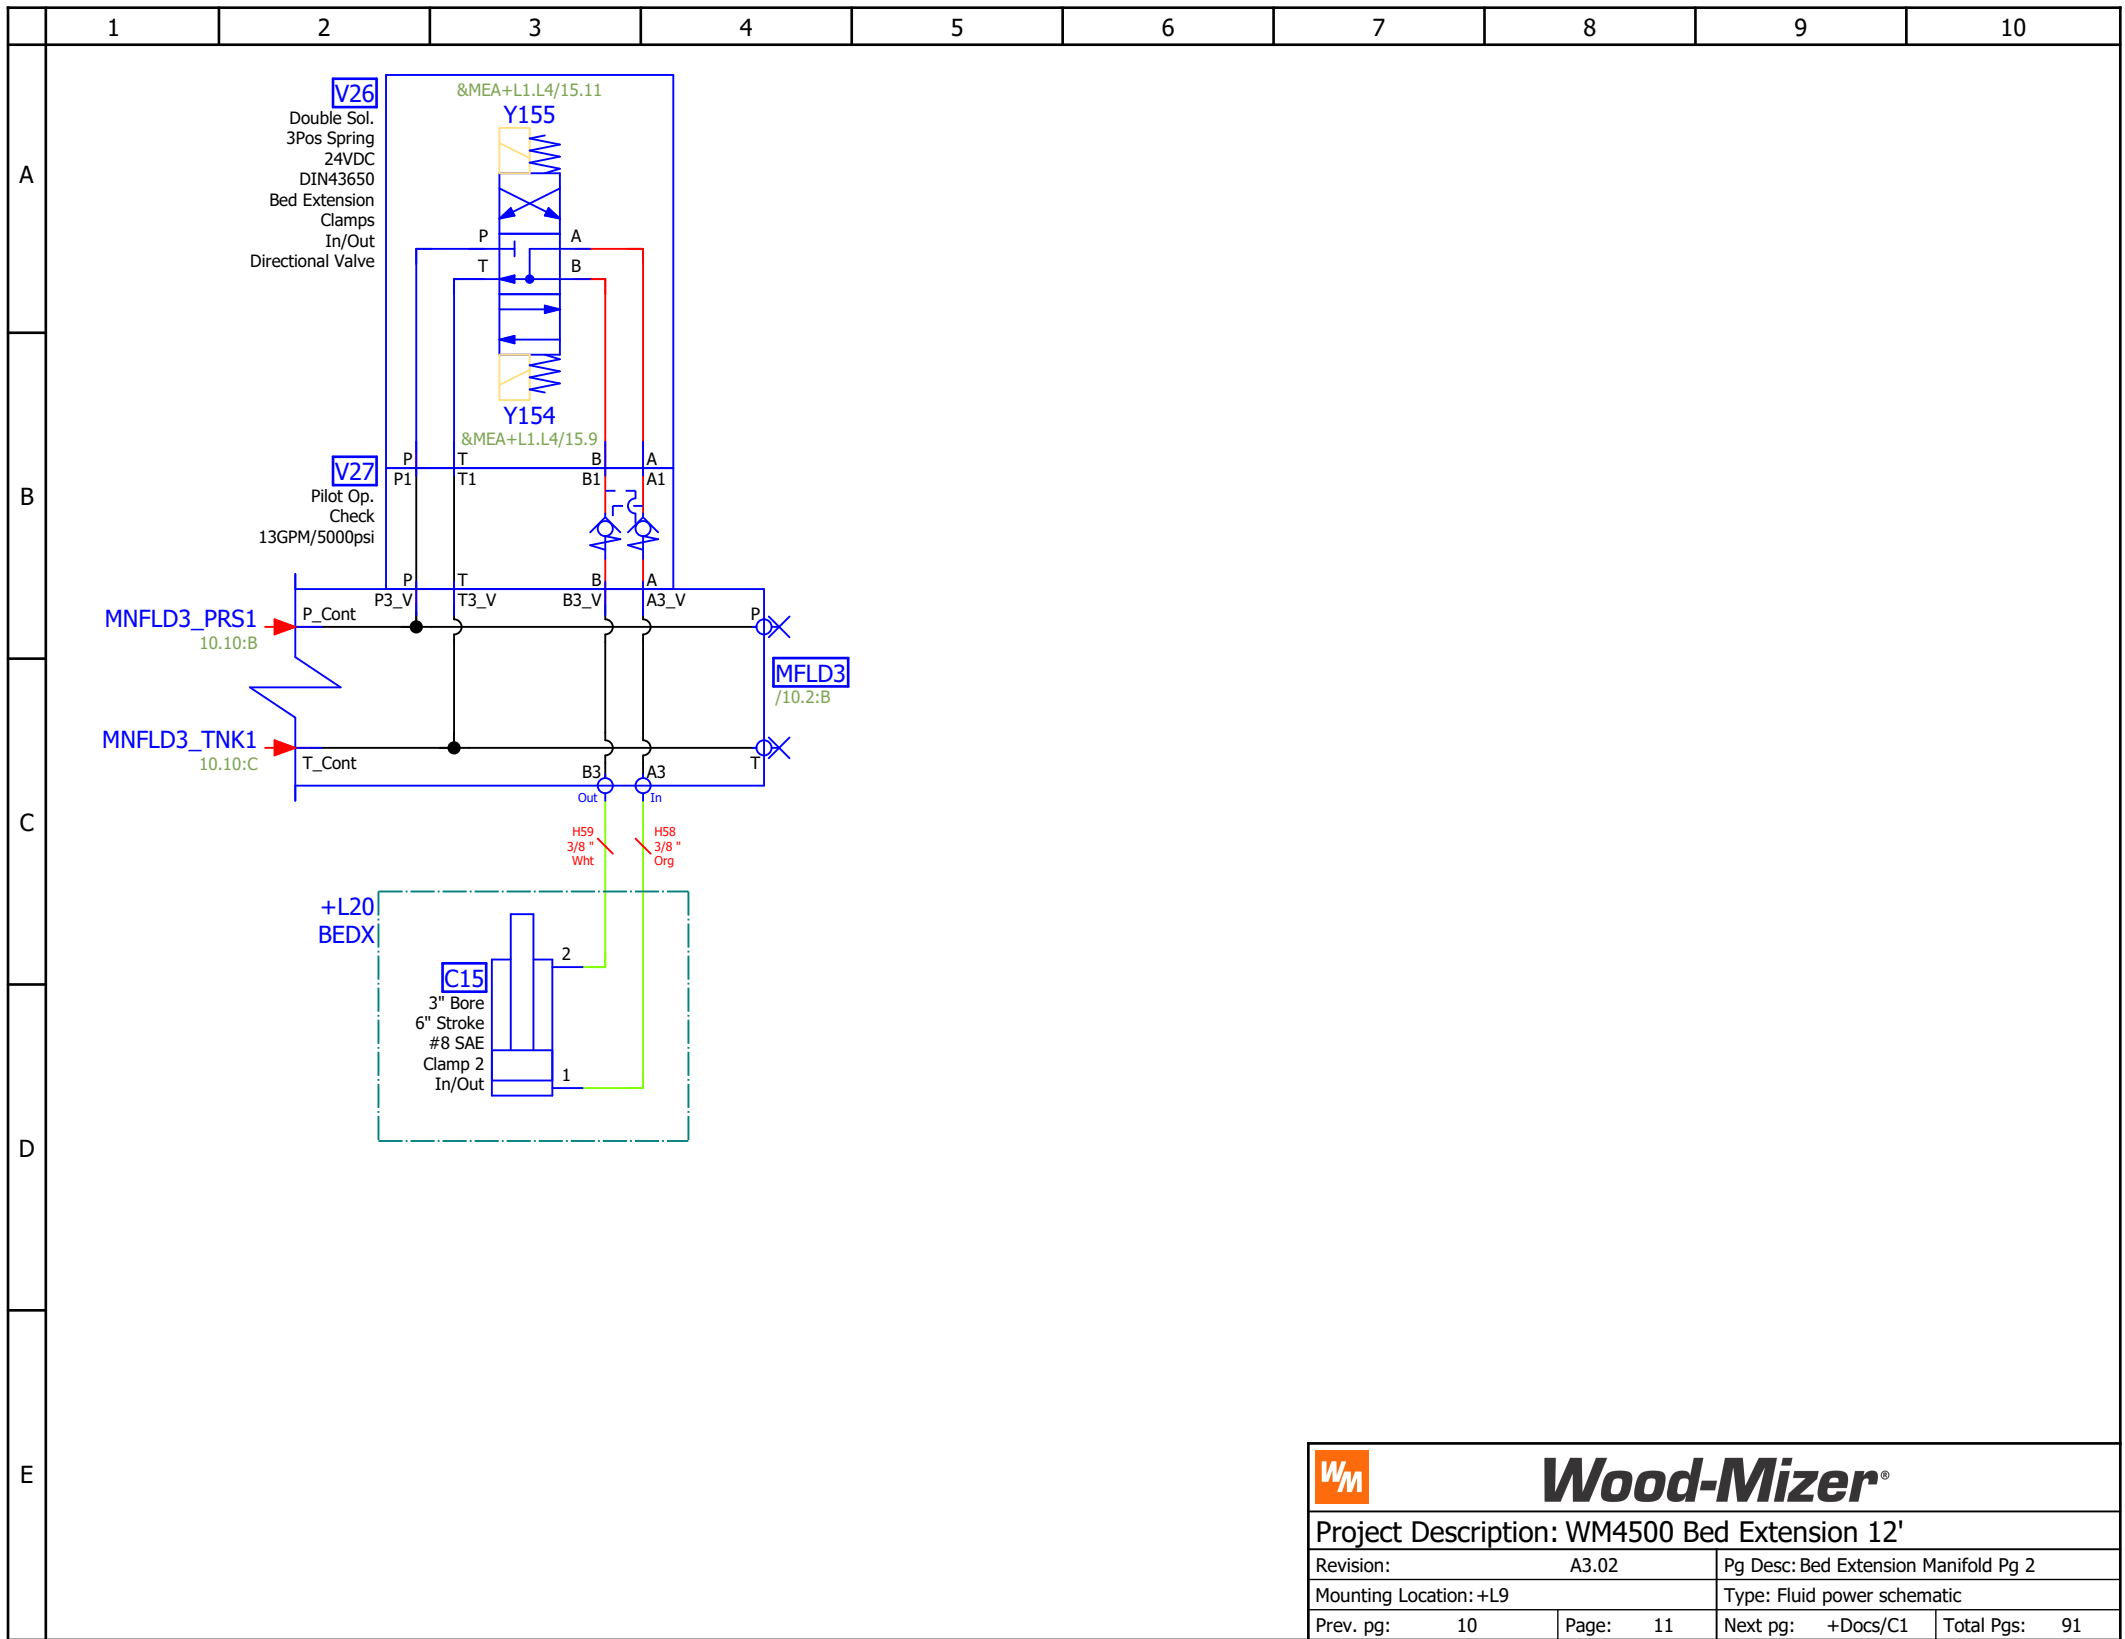 1 2 3 4 5 6 7 8 9 10
A
B
C
D
E
V26
Double Sol.
3Pos Spring
24VDC
DIN43650
Bed Extension
Clamps
In/Out
Directional Valve
&MEA+L1.L4/15.11
Y155
P A
T B
Y154
&MEA+L1.L4/15.9
V27
Pilot Op.
Check
13GPM/5000psi
P T B A
P1 T1 B1 A1
P T B A
P3_V T3_V B3_V A3_V
MNFLD3_PRS1
10.10:B
P_Cont
P
MFLD3
/10.2:B
MNFLD3_TNK1
10.10:C
T_Cont
T
B3 A3
Out In
H59
3/8 "
Wht
H58
3/8 "
Org
+L20
BEDX
C15
3" Bore
6" Stroke
#8 SAE
Clamp 2
In/Out
2
1
WM
Wood-Mizer®
Project Description: WM4500 Bed Extension 12'
Revision: A3.02
Pg Desc: Bed Extension Manifold Pg 2
Mounting Location: +L9
Type: Fluid power schematic
Prev. pg: 10 Page: 11 Next pg: +Docs/C1 Total Pgs: 91